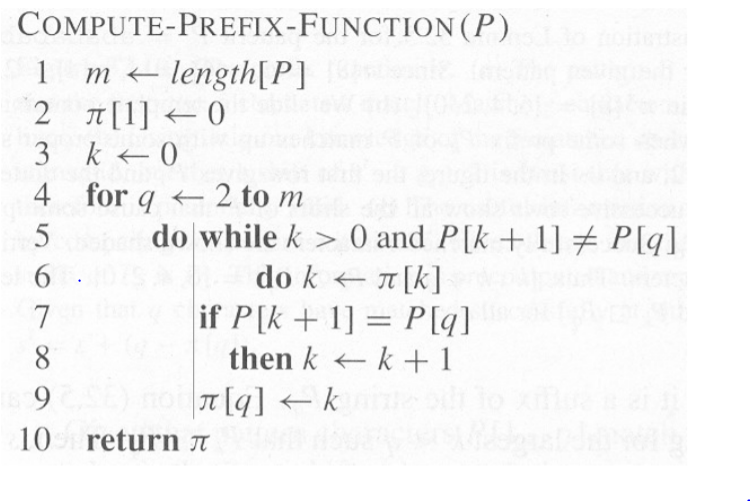 COMPUTE-PREFIX-FUNCTION(P)
1 m ← length[P]
2 π[1] ← 0
3 k ← 0
4 for q ← 2 to m
5 do while k > 0 and P[k + 1] ≠ P[q]
6 do k ← π[k]
7 if P[k + 1] = P[q]
8 then k ← k + 1
9 π[q] ← k
10 return π